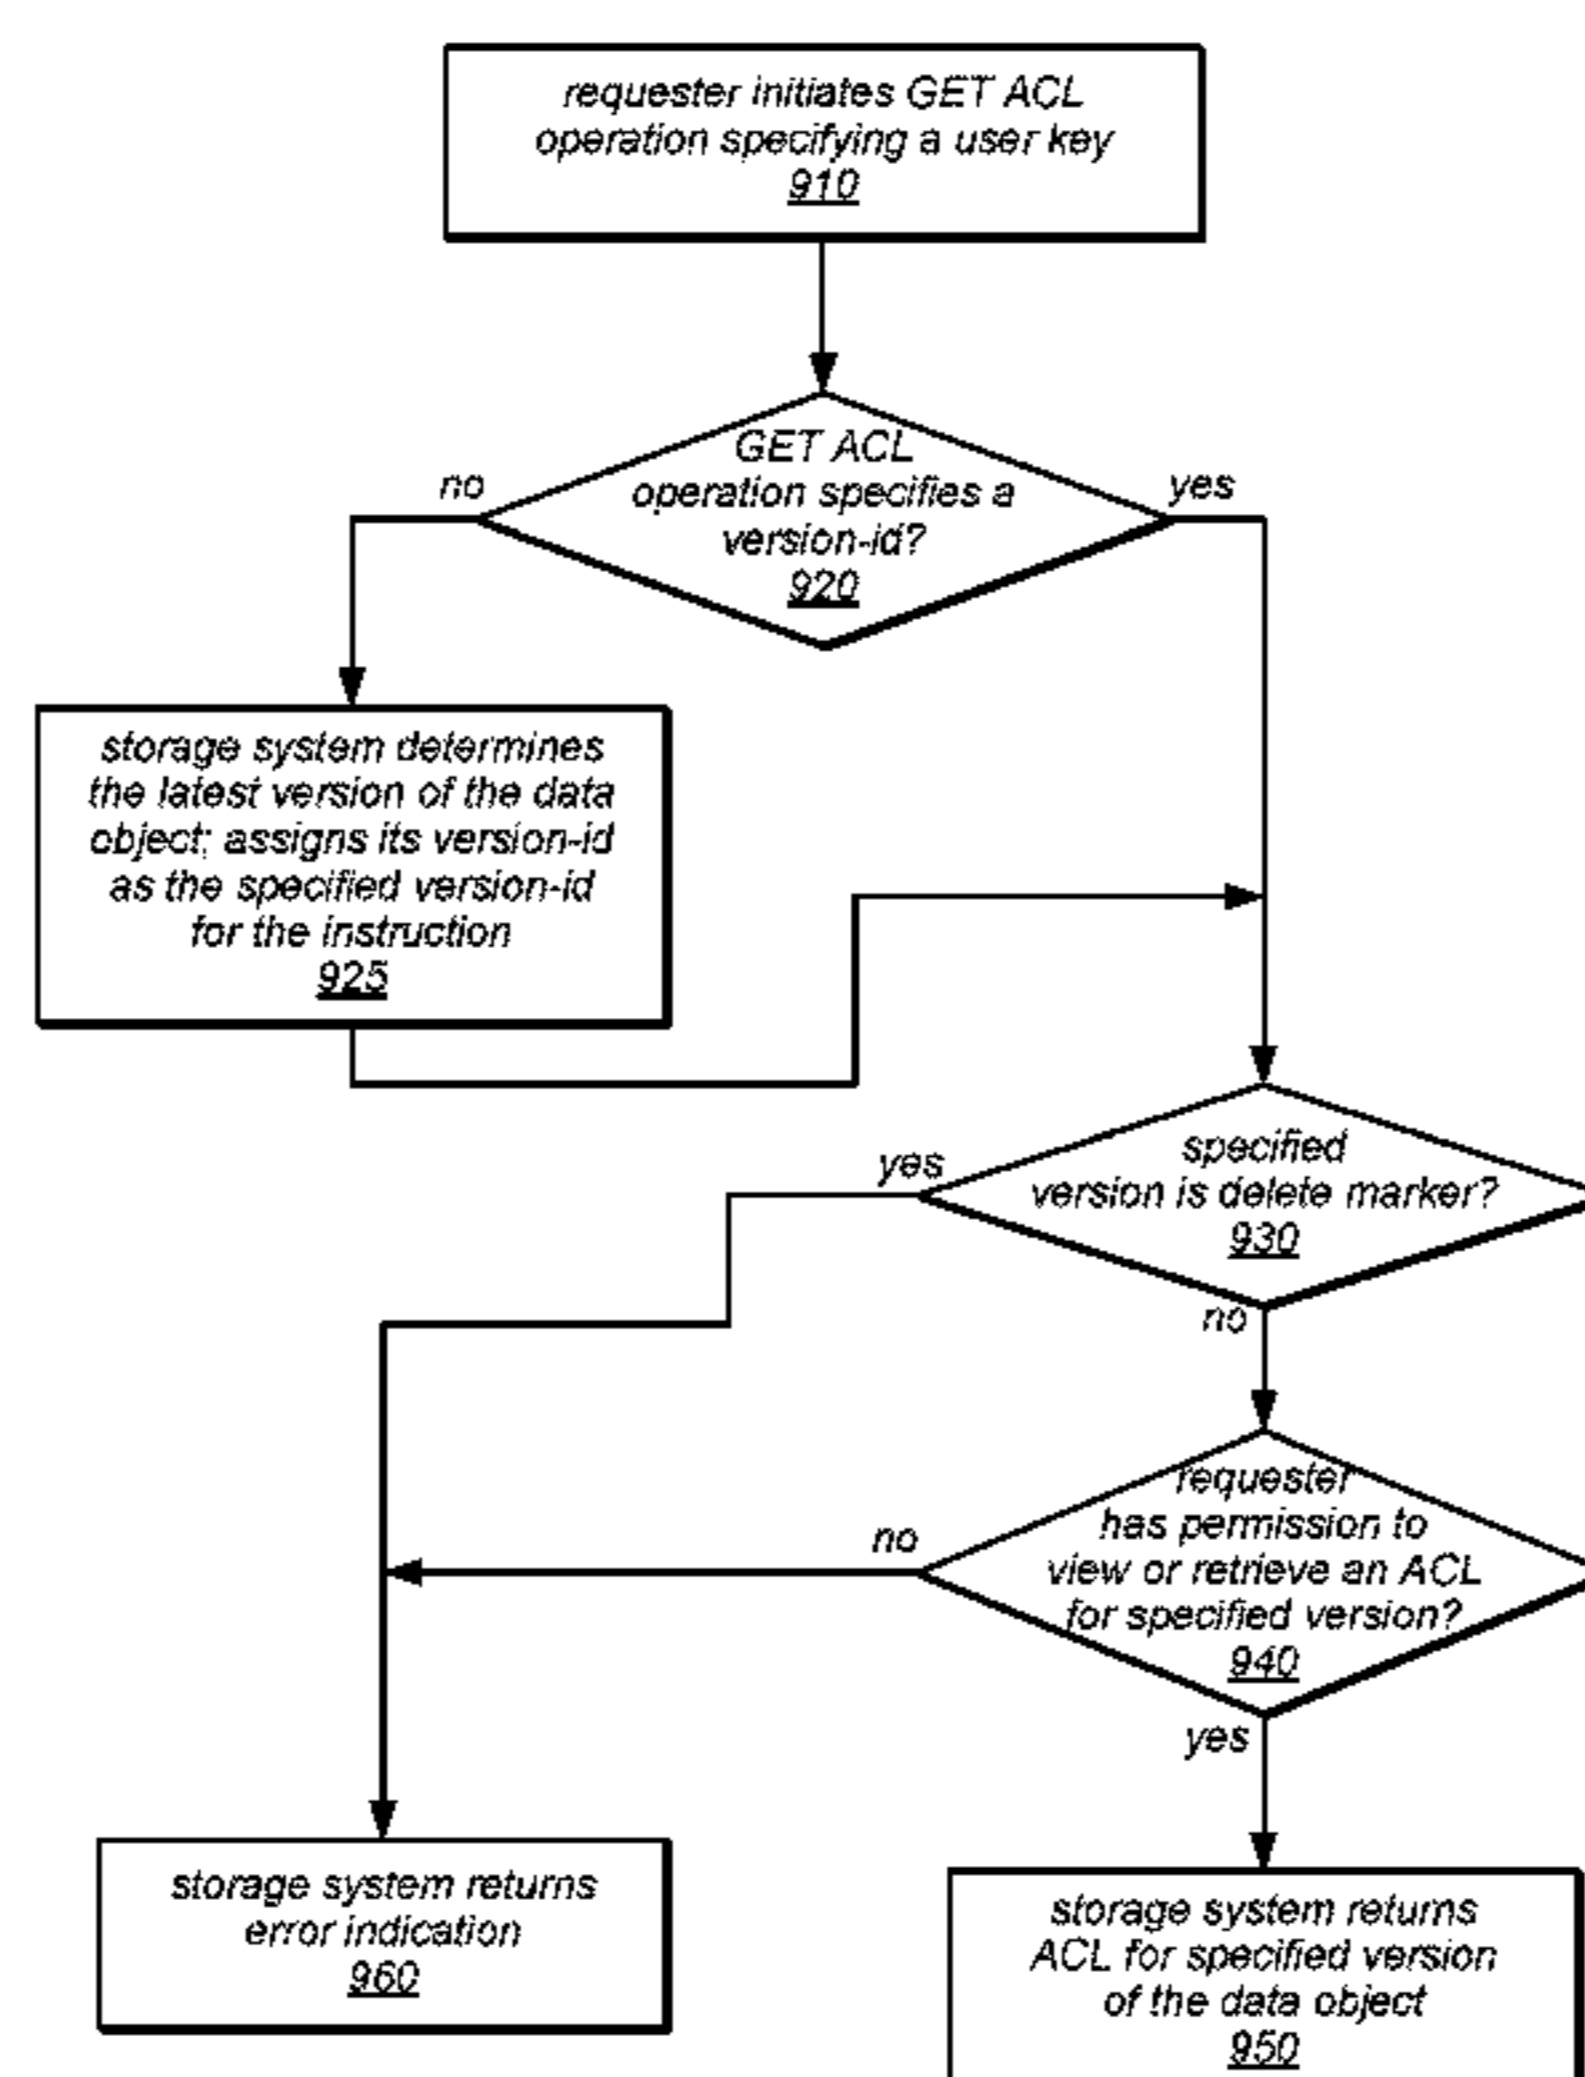 requester initiates GET ACL
operation specifying a user key
910
GET ACL
operation specifies a
version-id?
920
no
yes
storage system determines
the latest version of the data
object; assigns its version-id
as the specified version-id
for the instruction
925
specified
version is delete marker?
930
yes
no
requester
has permission to
view or retrieve an ACL
for specified version?
940
no
yes
storage system returns
error indication
960
storage system returns
ACL for specified version
of the data object
950